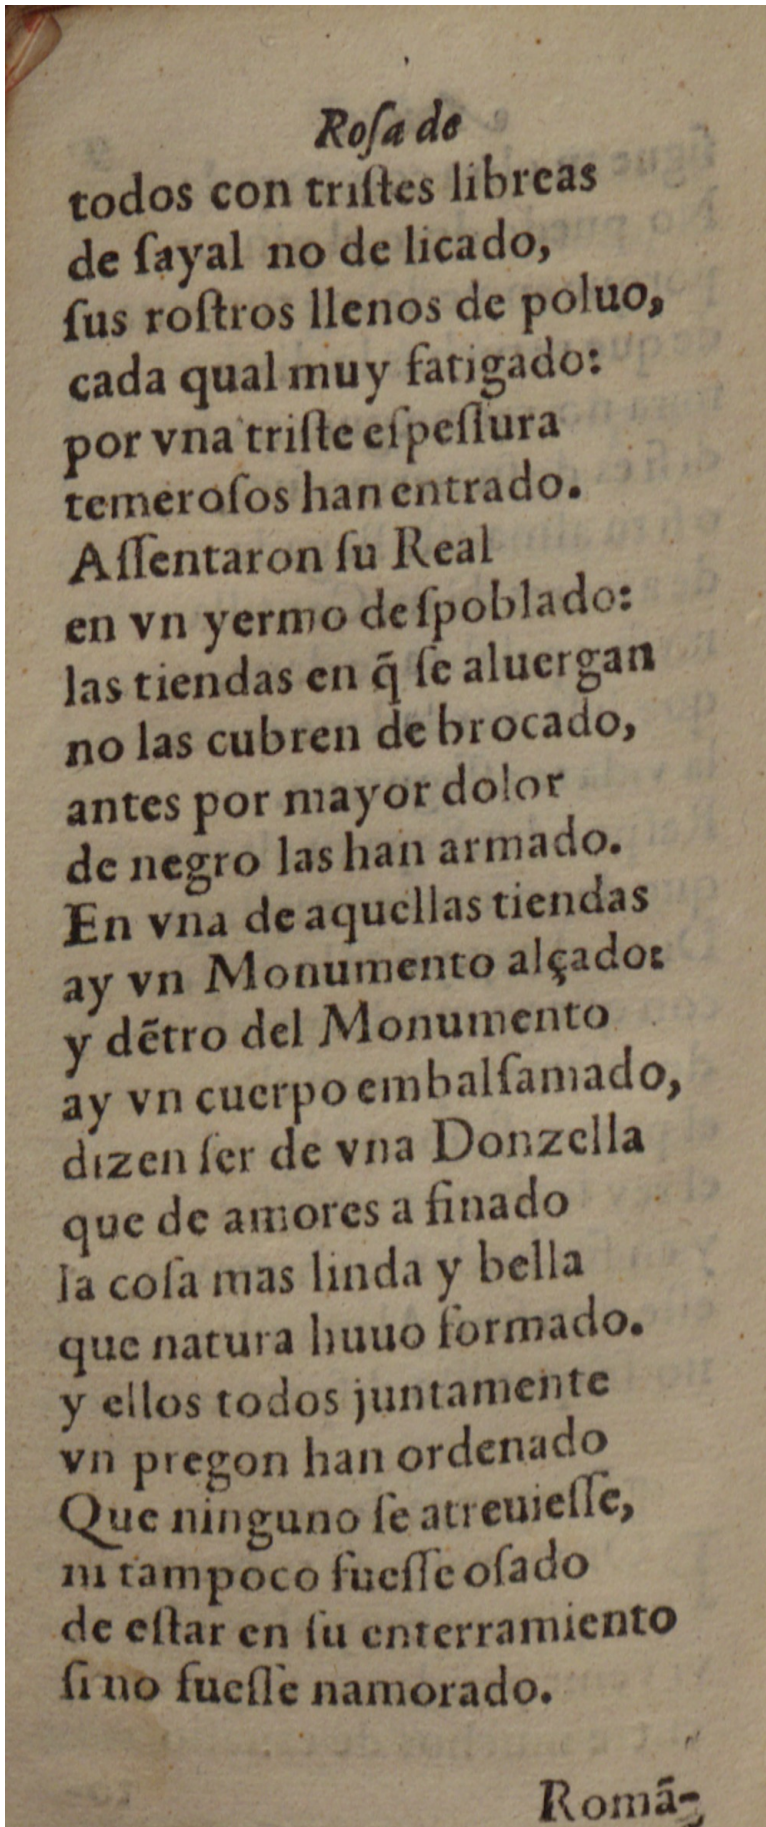 Roſa de
todos con triſtes libreas
de ſayal no de licado,
ſus roſtros llenos de poluo,
cada qual muy fatigado:
por vna triſte eſpeſſura
temeroſos han entrado.
Aſſentaron ſu Real
en vn yermo deſpoblado:
las tiendas en q̃ ſe aluergan
no las cubren de brocado,
antes por mayor dolor
de negro las han armado.
En vna de aquellas tiendas
ay vn Monumento alçado:
y dẽtro del Monumento
ay vn cuerpo embalſamado,
dizen ſer de vna Donzella
que de amores a finado
la coſa mas linda y bella
que natura huuo formado.
y ellos todos juntamente
vn pregon han ordenado
Que ninguno ſe atreuieſſe,
ni tampoco fueſſe oſado
de eſtar en ſu enterramiento
ſi no fueſſe namorado.
Romã-